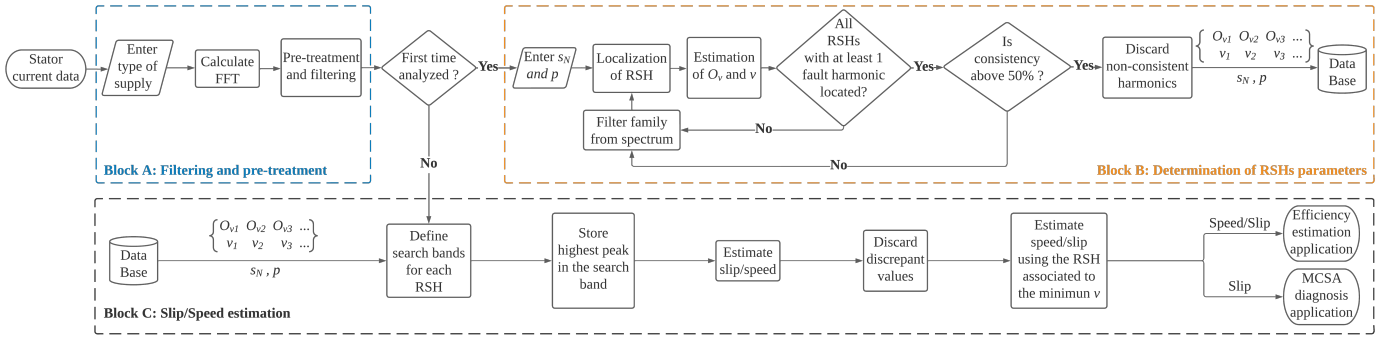 Stator
current data
Enter
type of
supply
Calculate
FFT
Pre-treatment
and filtering
Block A: Filtering and pre-treatment
First time
analyzed ?
Yes
No
Enter s_N
and p
Localization
of RSH
Estimation
of O_v and v
All
RSHs
with at least 1
fault harmonic
located?
Yes
No
Filter family
from spectrum
Is
consistency
above 50% ?
Yes
No
Discard
non-consistent
harmonics
{ O_v1 O_v2 O_v3 ... }
v_1 v_2 v_3 ...
s_N , p
Data
Base
Block B: Determination of RSHs parameters
Data
Base
{ O_v1 O_v2 O_v3 ... }
v_1 v_2 v_3 ...
s_N , p
Define
search bands
for each
RSH
Store
highest peak
in the search
band
Estimate
slip/speed
Discard
discrepant
values
Estimate
speed/slip
using the RSH
associated to
the minimun v
Speed/Slip
Efficiency
estimation
application
Slip
MCSA
diagnosis
application
Block C: Slip/Speed estimation